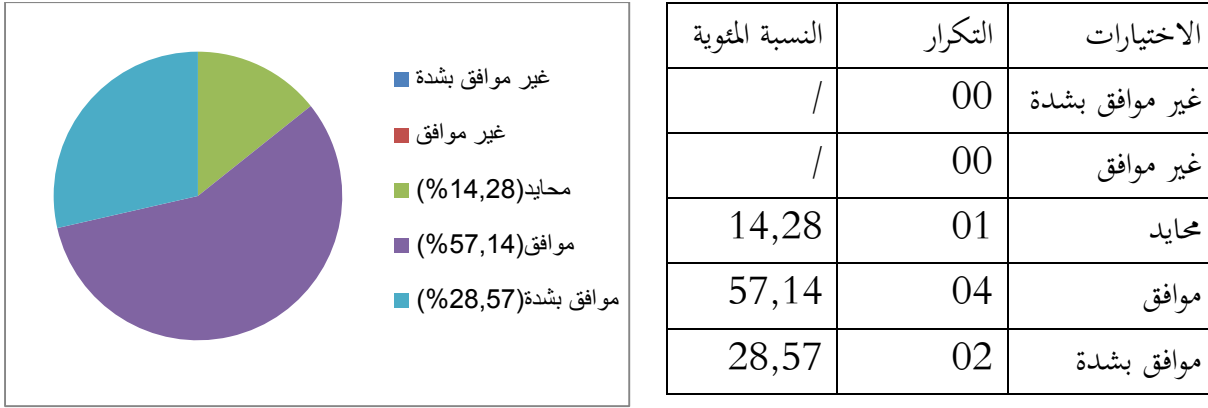 الاختيارات التكرار النسبة المئوية
غير موافق بشدة 00 /
غير موافق 00 /
محايد 01 14,28
موافق 04 57,14
موافق بشدة 02 28,57
غير موافق بشدة
غير موافق
محايد(14,28%)
موافق(57,14%)
موافق بشدة(28,57%)